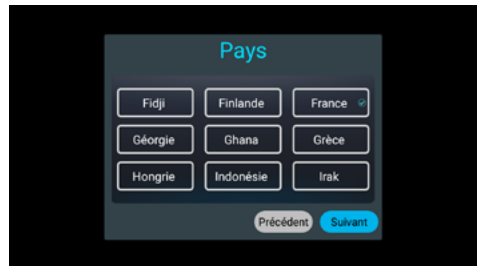 Pays
Fidji Finlande France
Géorgie Ghana Grèce
Hongrie Indonésie Irak
Précédent Suivant